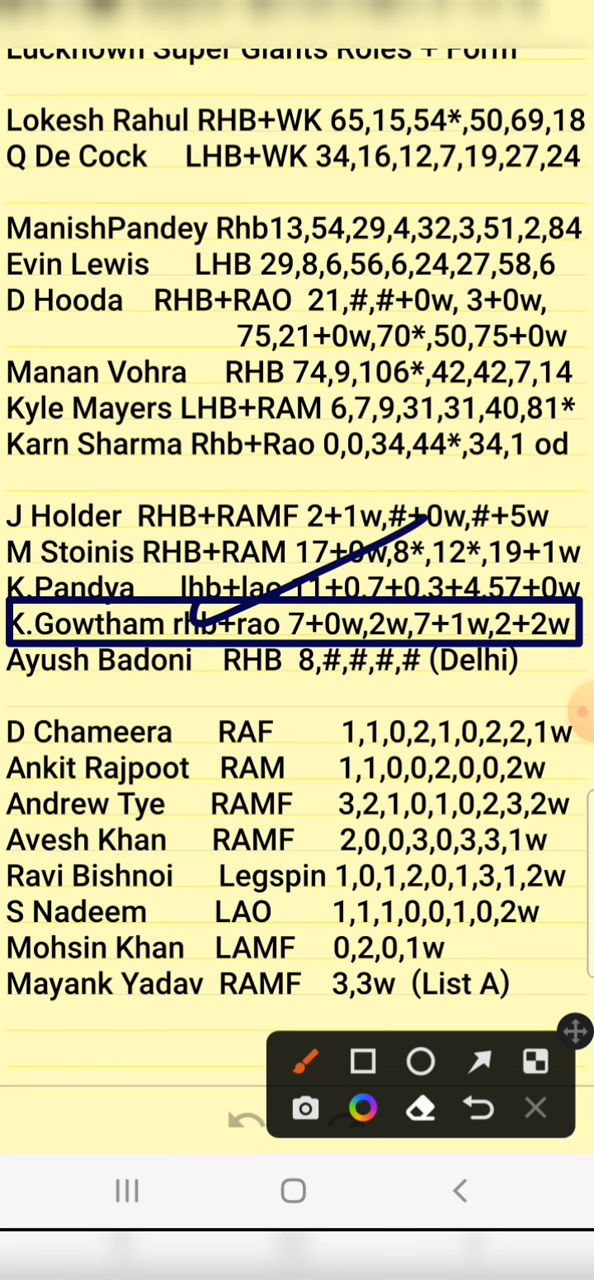 Lucknown Super Giants Roles + Form
Lokesh Rahul RHB+WK 65,15,54*,50,69,18
Q De Cock LHB+WK 34,16,12,7,19,27,24
ManishPandey Rhb13,54,29,4,32,3,51,2,84
Evin Lewis LHB 29,8,6,56,6,24,27,58,6
D Hooda RHB+RAO 21,#,#+0w, 3+0w,
75,21+0w,70*,50,75+0w
Manan Vohra RHB 74,9,106*,42,42,7,14
Kyle Mayers LHB+RAM 6,7,9,31,31,40,81*
Karn Sharma Rhb+Rao 0,0,34,44*,34,1 od
J Holder RHB+RAMF 2+1w,#+0w,#+5w
M Stoinis RHB+RAM 17+0w,8*,12*,19+1w
K.Pandya lhb+lao 11+0,7+0,3+4,57+0w
K.Gowtham rhb+rao 7+0w,2w,7+1w,2+2w
Ayush Badoni RHB 8,#,#,#,# (Delhi)
D Chameera RAF 1,1,0,2,1,0,2,2,1w
Ankit Rajpoot RAM 1,1,0,0,2,0,0,2w
Andrew Tye RAMF 3,2,1,0,1,0,2,3,2w
Avesh Khan RAMF 2,0,0,3,0,3,3,1w
Ravi Bishnoi Legspin 1,0,1,2,0,1,3,1,2w
S Nadeem LAO 1,1,1,0,0,1,0,2w
Mohsin Khan LAMF 0,2,0,1w
Mayank Yadav RAMF 3,3w (List A)